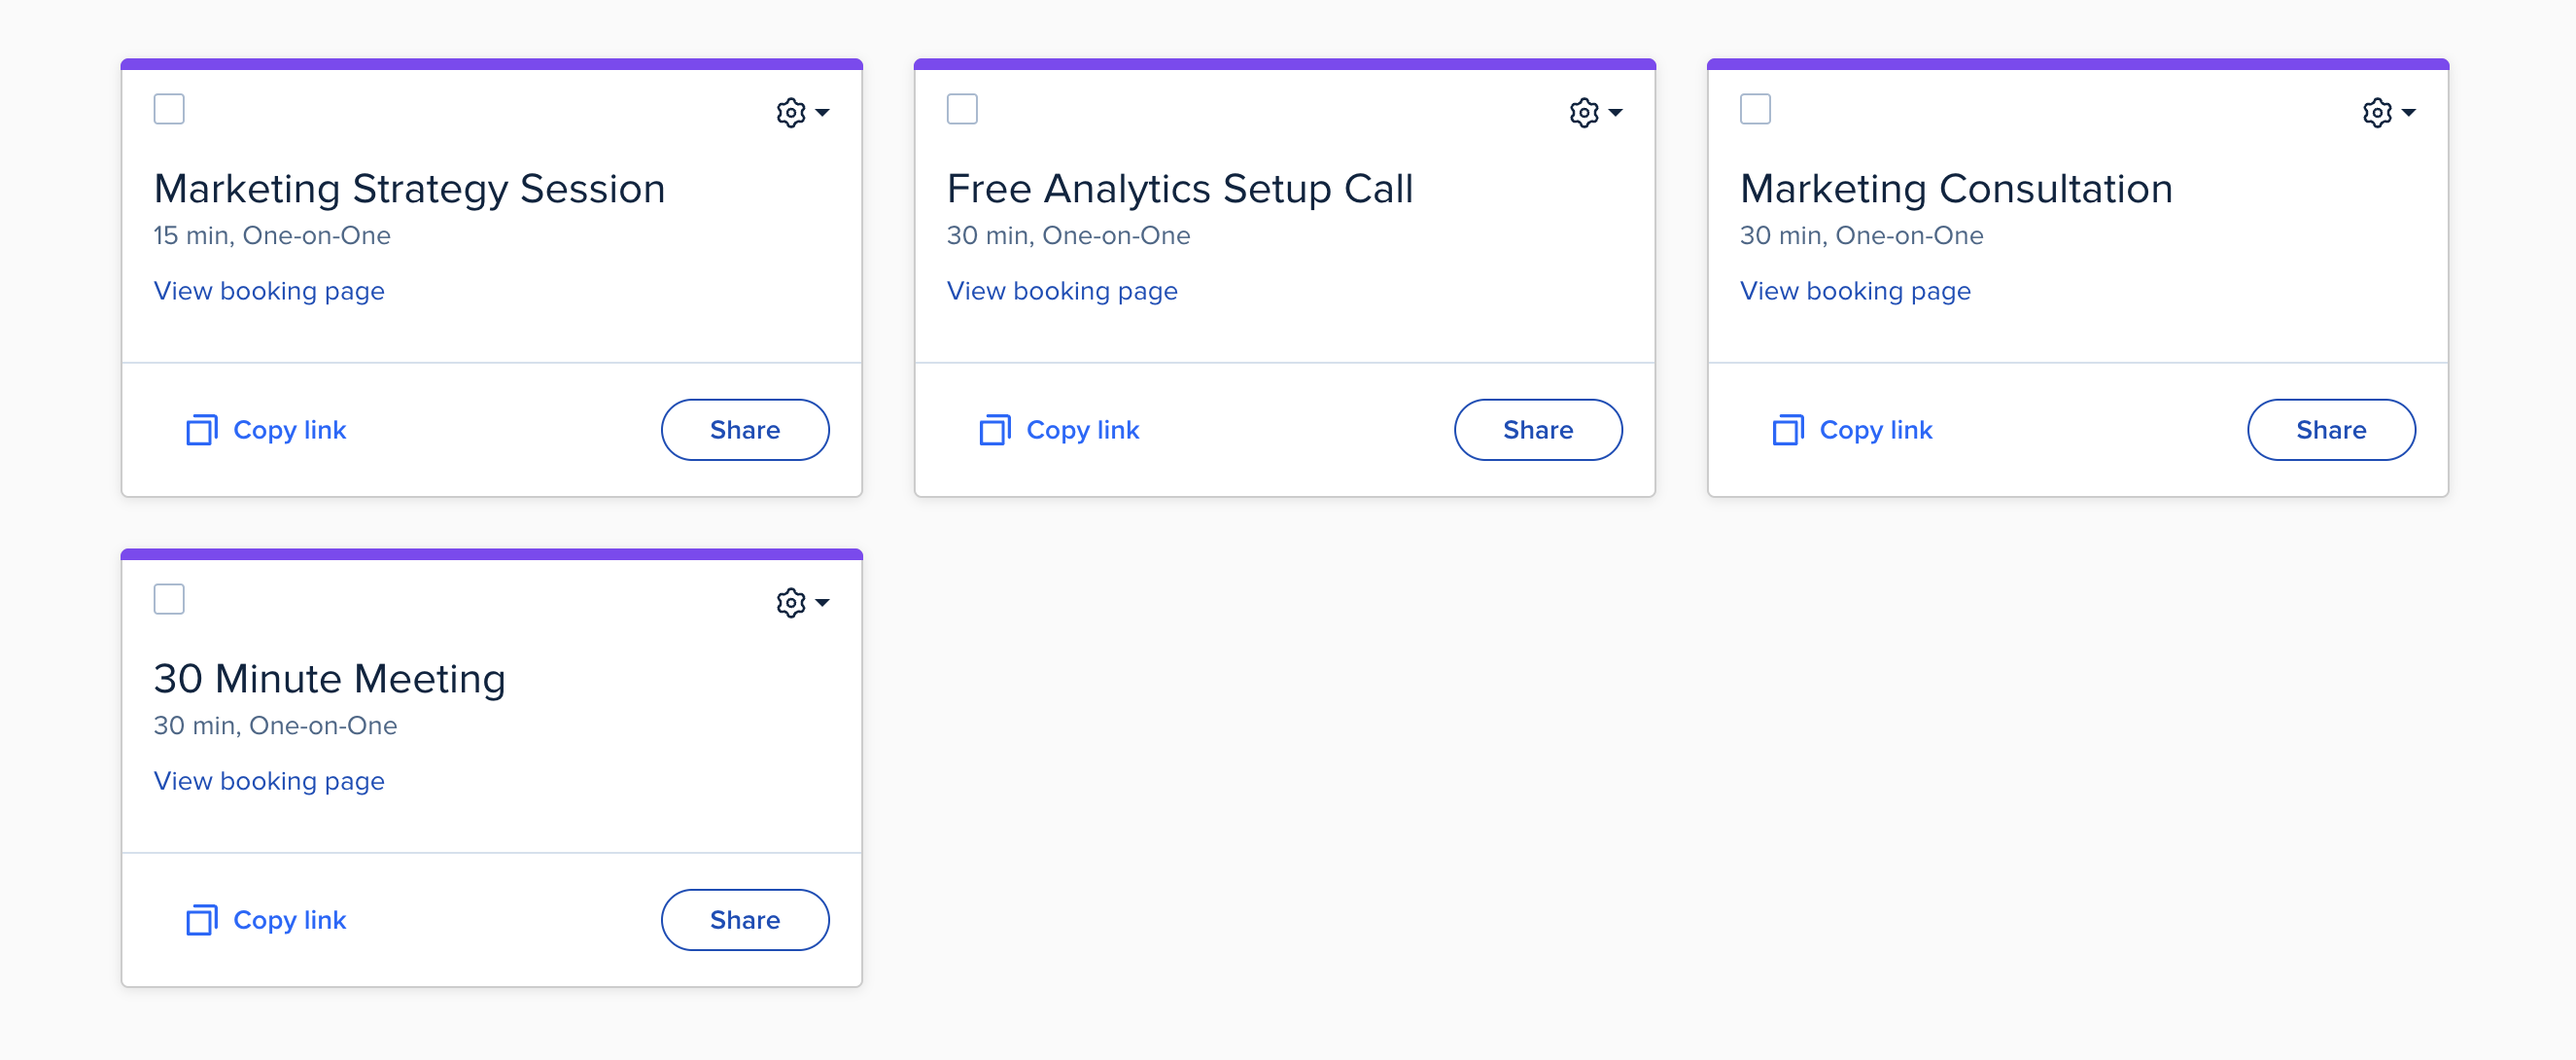 Marketing Strategy Session
15 min, One-on-One
View booking page
Copy link
Share
Free Analytics Setup Call
30 min, One-on-One
View booking page
Copy link
Share
Marketing Consultation
30 min, One-on-One
View booking page
Copy link
Share
30 Minute Meeting
30 min, One-on-One
View booking page
Copy link
Share